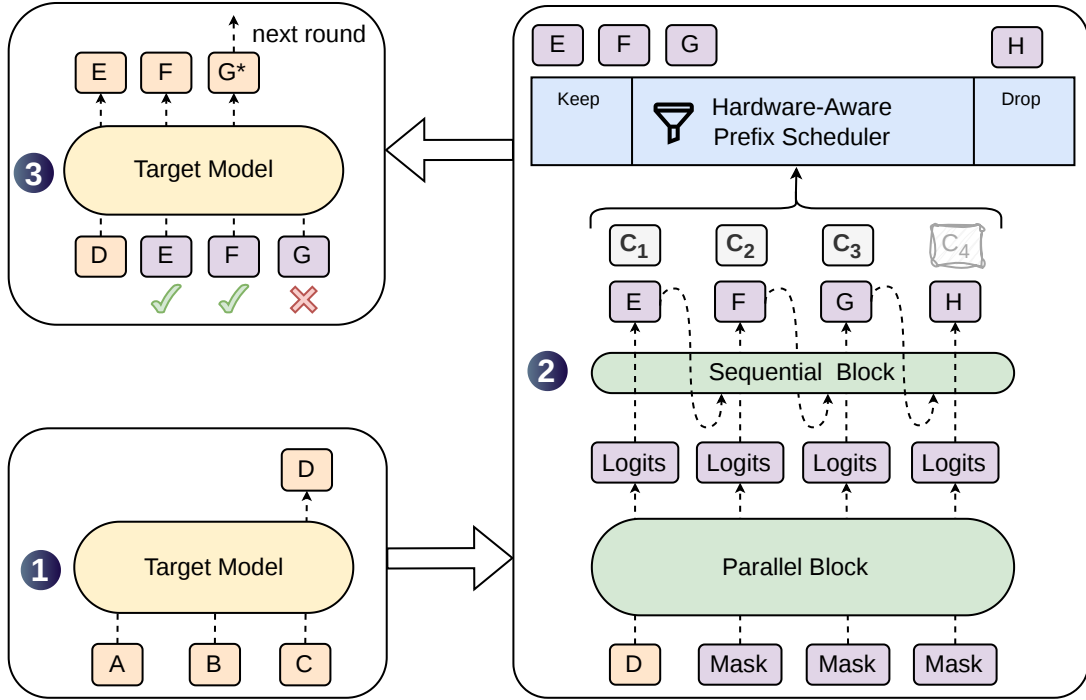 next round
E F G*
Target Model
3
D E F G
E F G H
Keep
Hardware-Aware
Prefix Scheduler
Drop
C1 C2 C3 C4
E F G H
2
Sequential Block
Logits Logits Logits Logits
Parallel Block
D Mask Mask Mask
D
1
Target Model
A B C